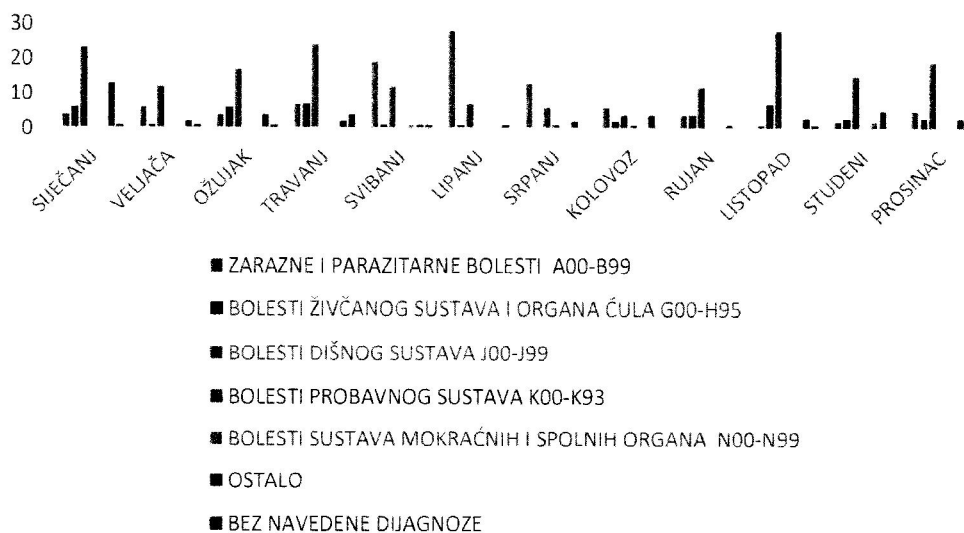 30
20
10
0
SIJEČANJ
VELJAČA
OŽUJAK
TRAVANJ
SVIBANJ
LIPANJ
SRPANJ
KOLOVOZ
RUJAN
LISTOPAD
STUDENI
PROSINAC
ZARAZNE I PARAZITARNE BOLESTI A00-B99
BOLESTI ŽIVČANOG SUSTAVA I ORGANA ĆULA G00-H95
BOLESTI DIŠNOG SUSTAVA J00-J99
BOLESTI PROBAVNOG SUSTAVA K00-K93
BOLESTI SUSTAVA MOKRAĆNIH I SPOLNIH ORGANA N00-N99
OSTALO
BEZ NAVEDENE DIJAGNOZE